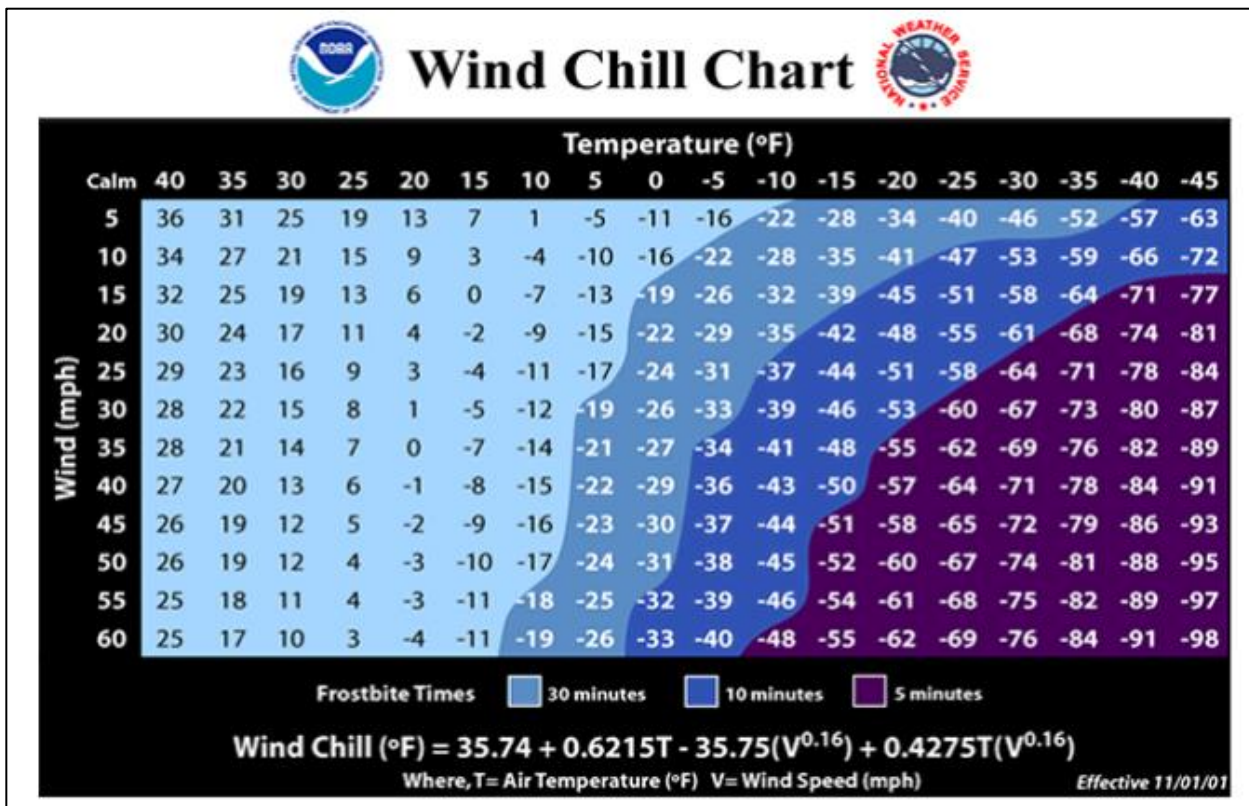 NOAA
Wind Chill Chart
NATIONAL WEATHER SERVICE
Temperature (ºF)
Calm 40 35 30 25 20 15 10 5 0 -5 -10 -15 -20 -25 -30 -35 -40 -45
5 36 31 25 19 13 7 1 -5 -11 -16 -22 -28 -34 -40 -46 -52 -57 -63
10 34 27 21 15 9 3 -4 -10 -16 -22 -28 -35 -41 -47 -53 -59 -66 -72
15 32 25 19 13 6 0 -7 -13 -19 -26 -32 -39 -45 -51 -58 -64 -71 -77
20 30 24 17 11 4 -2 -9 -15 -22 -29 -35 -42 -48 -55 -61 -68 -74 -81
25 29 23 16 9 3 -4 -11 -17 -24 -31 -37 -44 -51 -58 -64 -71 -78 -84
30 28 22 15 8 1 -5 -12 -19 -26 -33 -39 -46 -53 -60 -67 -73 -80 -87
35 28 21 14 7 0 -7 -14 -21 -27 -34 -41 -48 -55 -62 -69 -76 -82 -89
40 27 20 13 6 -1 -8 -15 -22 -29 -36 -43 -50 -57 -64 -71 -78 -84 -91
45 26 19 12 5 -2 -9 -16 -23 -30 -37 -44 -51 -58 -65 -72 -79 -86 -93
50 26 19 12 4 -3 -10 -17 -24 -31 -38 -45 -52 -60 -67 -74 -81 -88 -95
55 25 18 11 4 -3 -11 -18 -25 -32 -39 -46 -54 -61 -68 -75 -82 -89 -97
60 25 17 10 3 -4 -11 -19 -26 -33 -40 -48 -55 -62 -69 -76 -84 -91 -98
Wind (mph)
Frostbite Times 30 minutes 10 minutes 5 minutes
Wind Chill (ºF) = 35.74 + 0.6215T - 35.75(V^0.16) + 0.4275T(V^0.16)
Where, T= Air Temperature (ºF) V= Wind Speed (mph)
Effective 11/01/01